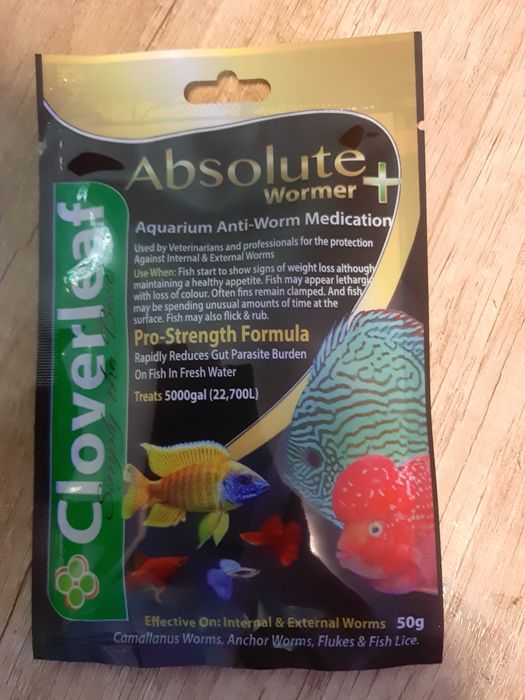 Absolute +
Wormer
Cloverleaf
Aquarium Anti-Worm Medication
Used by Veterinarians and professionals for the protection
Against Internal & External Worms
Use When: Fish start to show signs of weight loss although
maintaining a healthy appetite. Fish may appear lethargic
with loss of colour. Often fins remain clamped. And fish
may be spending unusual amounts of time at the
surface. Fish may also flick & rub.
Pro-Strength Formula
Rapidly Reduces Gut Parasite Burden
On Fish In Fresh Water
Treats 5000gal (22,700L)
Effective On: Internal & External Worms 50g
Camallanus Worms, Anchor Worms, Flukes & Fish Lice.